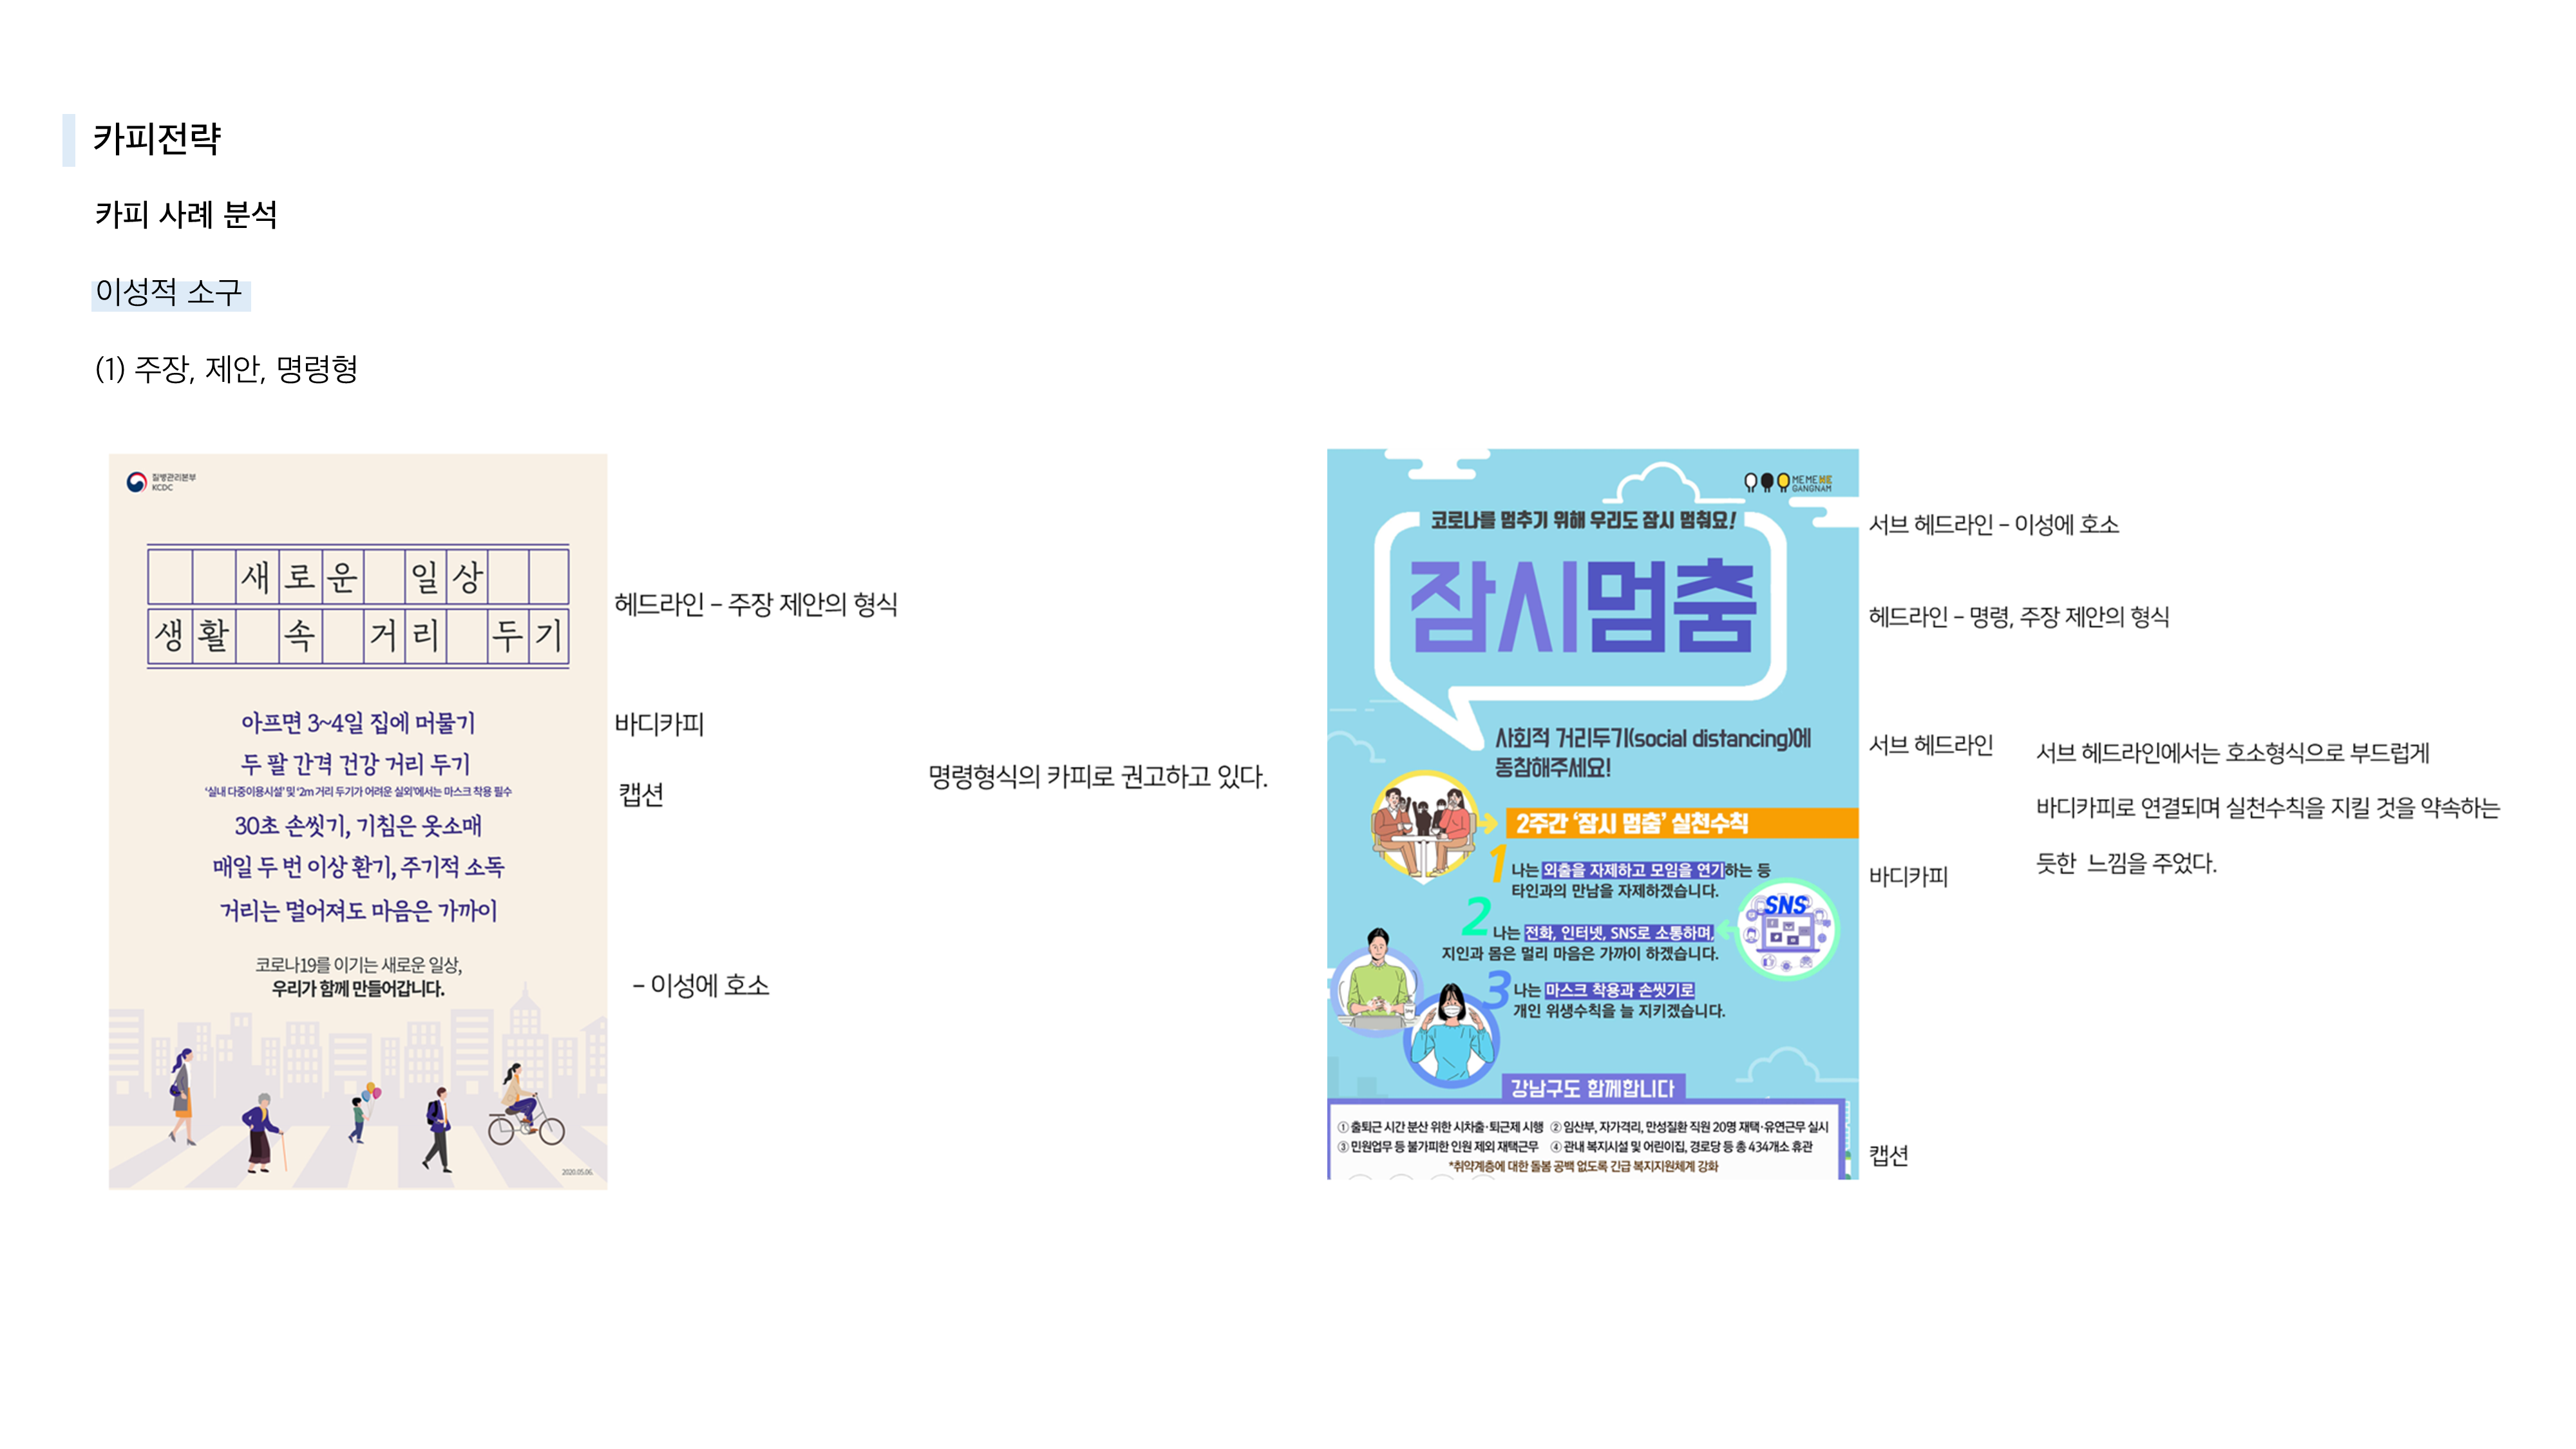 카피전략
카피 사례 분석
이성적 소구
(1) 주장, 제안, 명령형
질병관리본부
KCDC
새로운 일상
생활 속 거리 두기
아프면 3~4일 집에 머물기
두 팔 간격 건강 거리 두기
'실내 다중이용시설' 및 '2m 거리 두기가 어려운 실외'에서는 마스크 착용 필수
30초 손씻기, 기침은 옷소매
매일 두 번 이상 환기, 주기적 소독
거리는 멀어져도 마음은 가까이
코로나19를 이기는 새로운 일상,
우리가 함께 만들어갑니다.
2020.05.06.
헤드라인 – 주장 제안의 형식
바디카피
캡션
– 이성에 호소
명령형식의 카피로 권고하고 있다.
MEMEWE
GANGNAM
코로나를 멈추기 위해 우리도 잠시 멈춰요!
잠시멈춤
사회적 거리두기(social distancing)에
동참해주세요!
2주간 '잠시 멈춤' 실천수칙
1 나는 외출을 자제하고 모임을 연기하는 등
타인과의 만남을 자제하겠습니다.
2 나는 전화, 인터넷, SNS로 소통하며,
지인과 몸은 멀리 마음은 가까이 하겠습니다.
SNS
3 나는 마스크 착용과 손씻기로
개인 위생수칙을 늘 지키겠습니다.
강남구도 함께합니다
① 출퇴근 시간 분산 위한 시차출·퇴근제 시행 ② 임산부, 자가격리, 만성질환 직원 20명 재택·유연근무 실시
③ 민원업무 등 불가피한 인원 제외 재택근무 ④ 관내 복지시설 및 어린이집, 경로당 등 총 434개소 휴관
*취약계층에 대한 돌봄 공백 없도록 긴급 복지지원체계 강화
서브 헤드라인 – 이성에 호소
헤드라인 – 명령, 주장 제안의 형식
서브 헤드라인
바디카피
캡션
서브 헤드라인에서는 호소형식으로 부드럽게
바디카피로 연결되며 실천수칙을 지킬 것을 약속하는
듯한 느낌을 주었다.